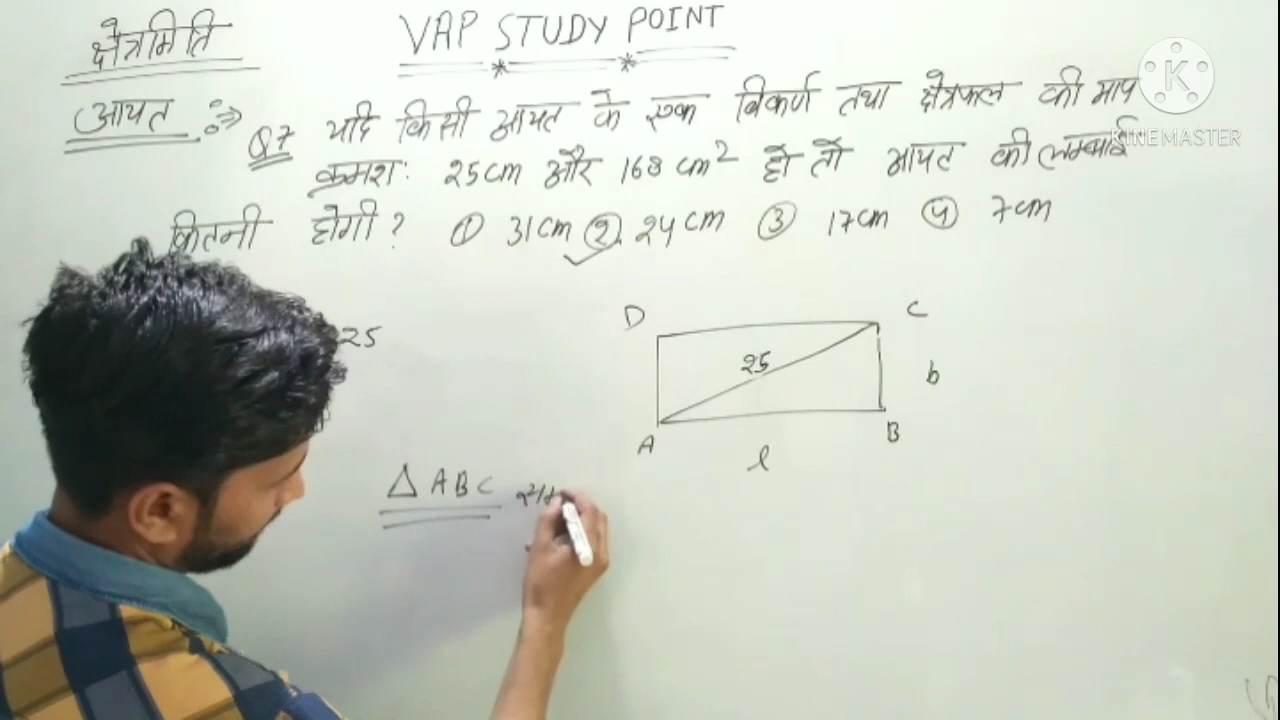 क्षेत्रमिति
VAP STUDY POINT
आयत :⇒
Q7 यदि किसी आयत के एक विकर्ण तथा क्षेत्रफल की माप
क्रमशः 25cm और 168 cm² हो तो आयत की लम्बाई
कितनी होगी? ① 31cm ② 24cm ③ 17cm ④ 7cm
K
KINEMASTER
25
D
C
25
b
A
B
l
△ ABC